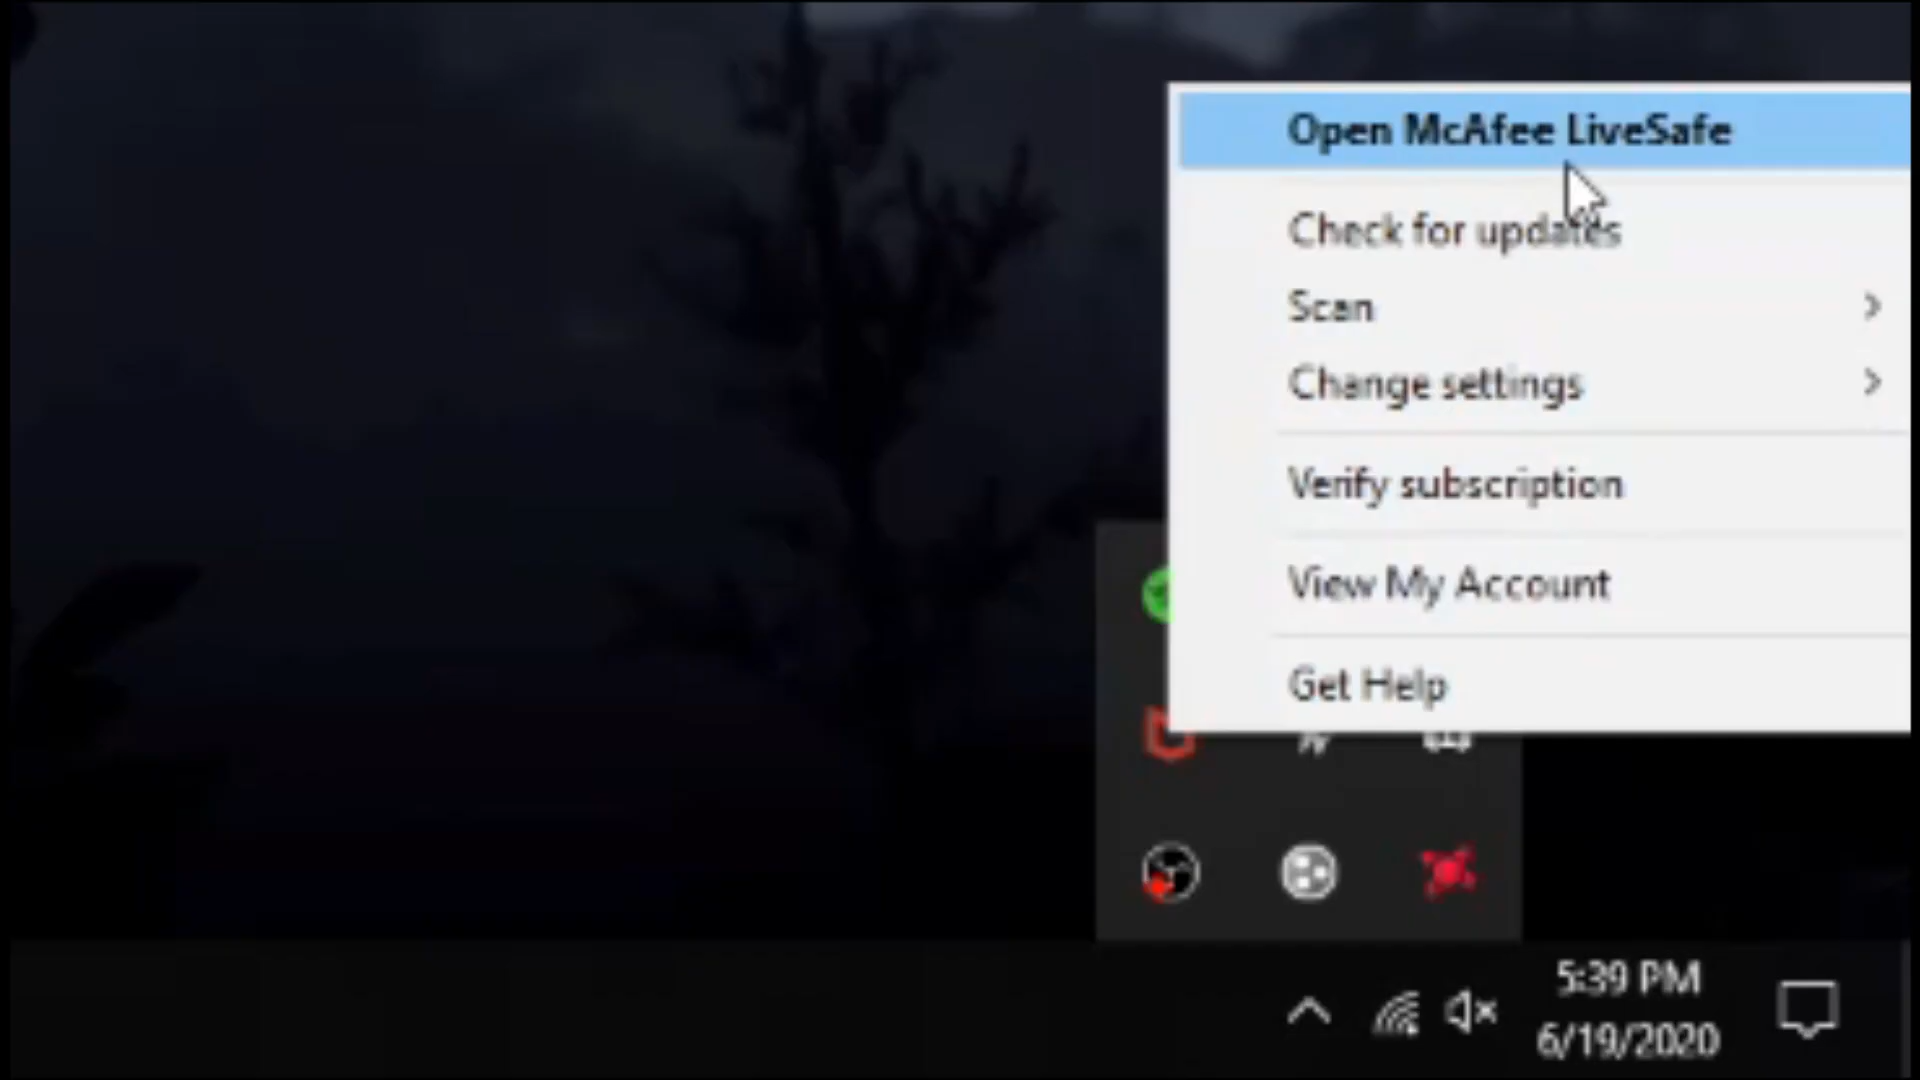 Open McAfee LiveSafe
Check for updates
Scan
Change settings
Verify subscription
View My Account
Get Help
5:39 PM
6/19/2020